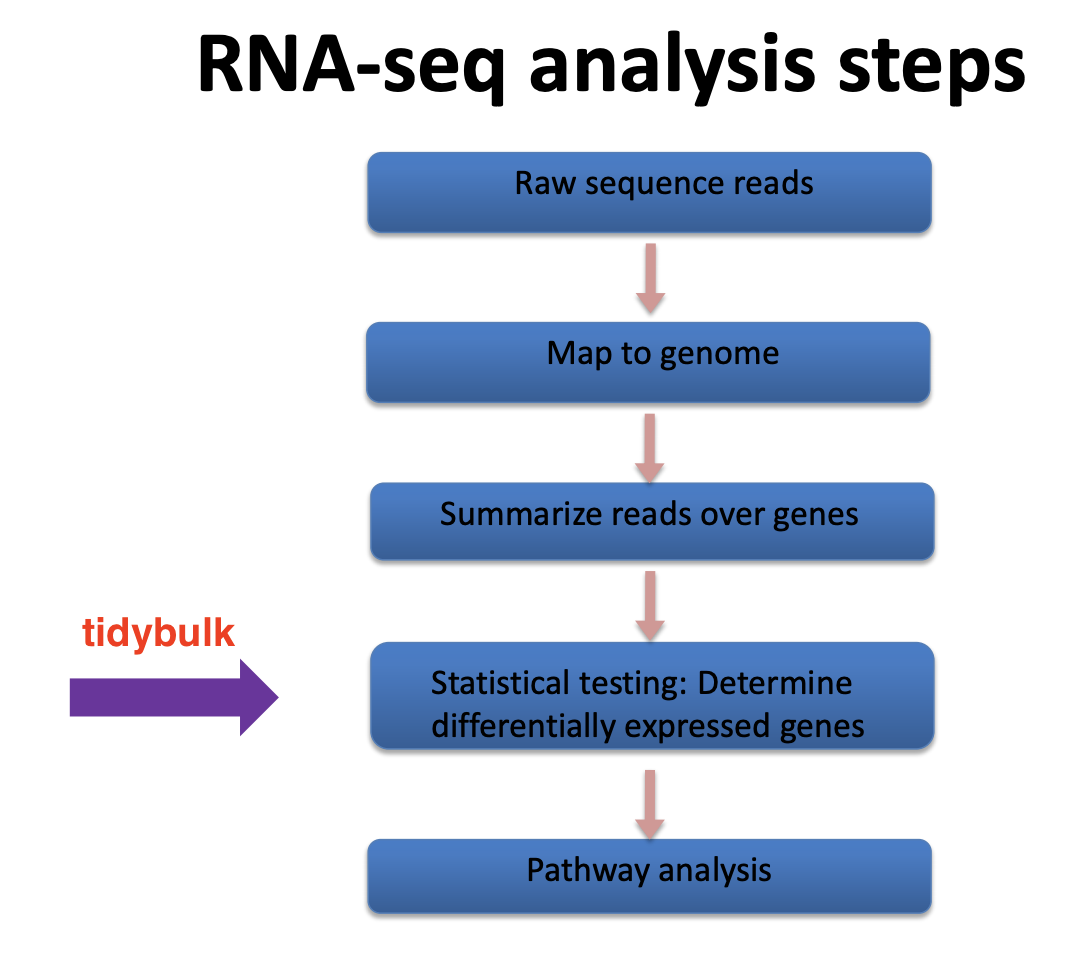 RNA-seq analysis steps
Raw sequence reads
Map to genome
Summarize reads over genes
tidybulk
Statistical testing: Determine
differentially expressed genes
Pathway analysis